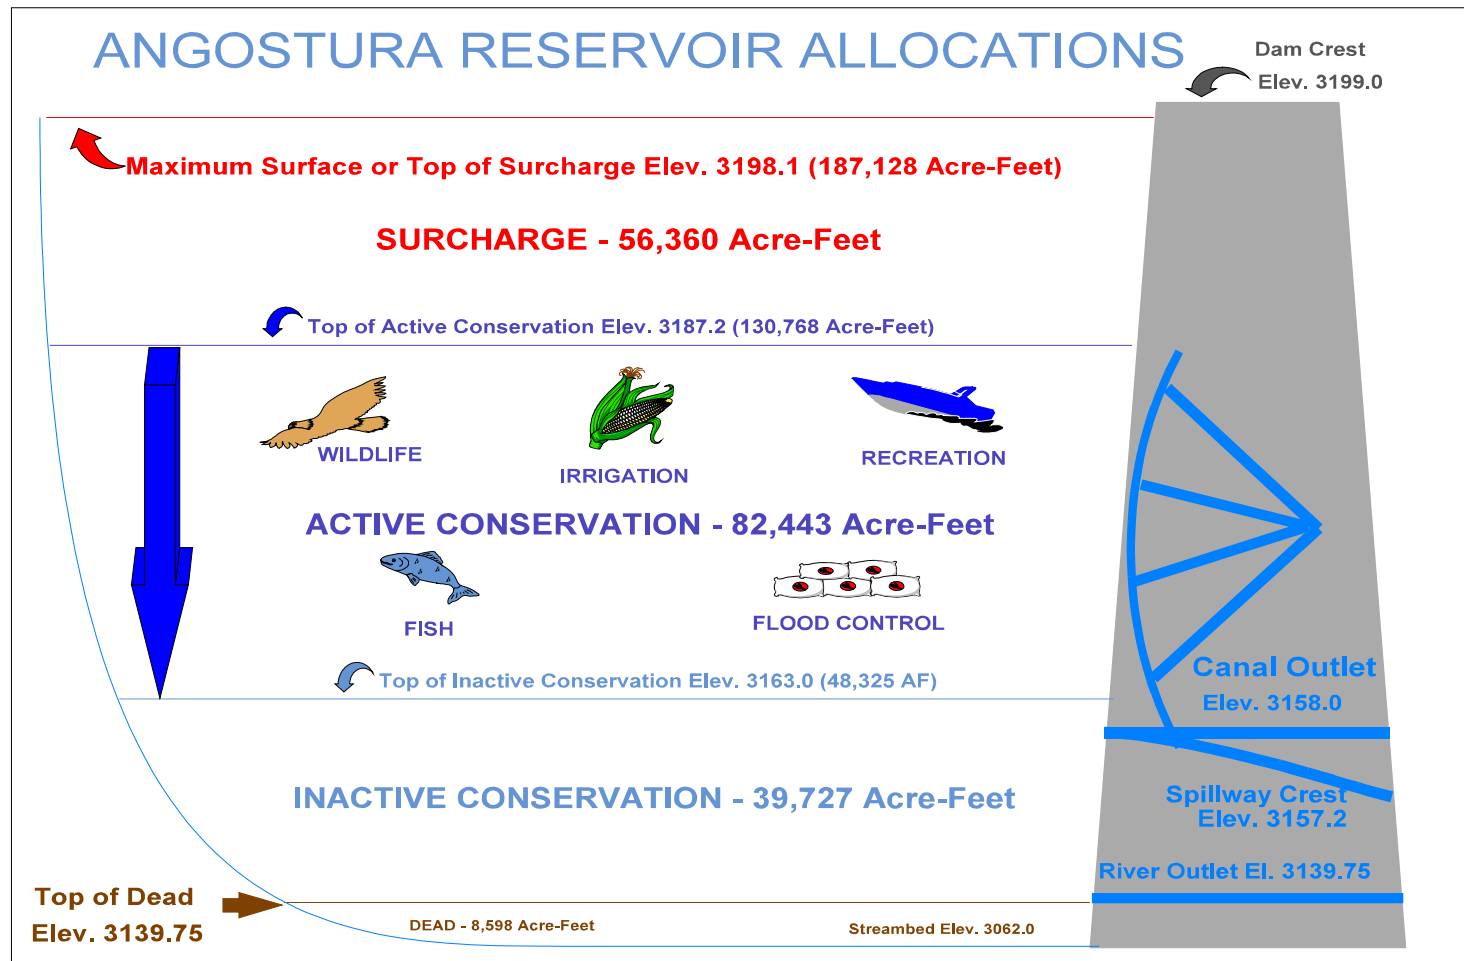 ANGOSTURA RESERVOIR ALLOCATIONS
Dam Crest
Elev. 3199.0
Maximum Surface or Top of Surcharge Elev. 3198.1 (187,128 Acre-Feet)
SURCHARGE - 56,360 Acre-Feet
Top of Active Conservation Elev. 3187.2 (130,768 Acre-Feet)
WILDLIFE
IRRIGATION
RECREATION
ACTIVE CONSERVATION - 82,443 Acre-Feet
FISH
FLOOD CONTROL
Top of Inactive Conservation Elev. 3163.0 (48,325 AF)
Canal Outlet
Elev. 3158.0
INACTIVE CONSERVATION - 39,727 Acre-Feet
Spillway Crest
Elev. 3157.2
River Outlet El. 3139.75
Top of Dead
Elev. 3139.75
DEAD - 8,598 Acre-Feet
Streambed Elev. 3062.0